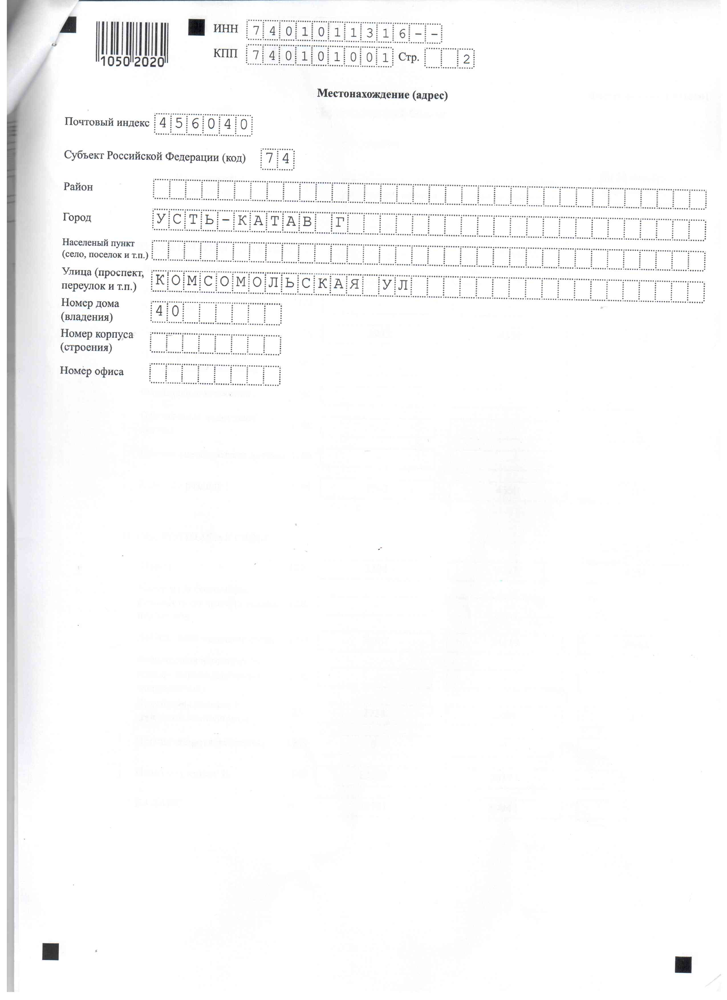 ИНН 7401011316--
1050 2020
КПП 740101001 Стр. 2
Местонахождение (адрес)
Почтовый индекс 456040
Субъект Российской Федерации (код) 74
Район
Город УСТЬ-КАТАВ Г
Населеный пункт
(село, поселок и т.п.)
Улица (проспект,
переулок и т.п.) КОМСОМОЛЬСКАЯ УЛ
Номер дома
(владения) 40
Номер корпуса
(строения)
Номер офиса